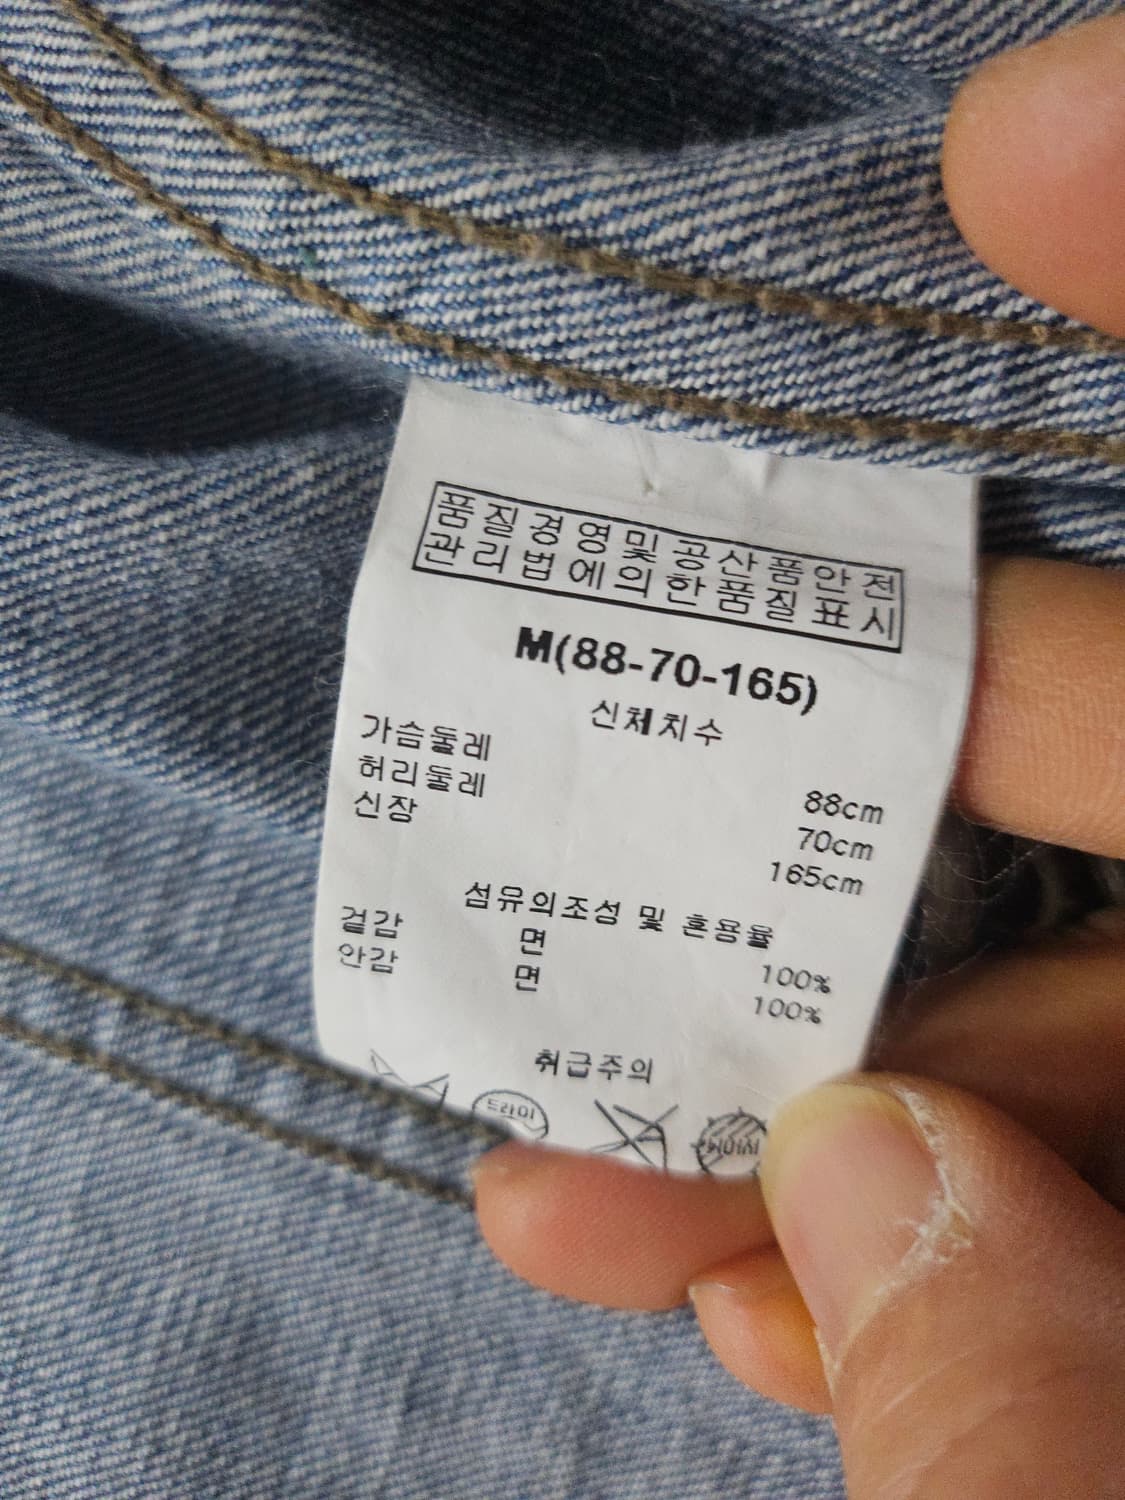 품질경영및공산품안전
관리법에의한품질표시
M(88-70-165)
신체치수
가슴둘레 88cm
허리둘레 70cm
신장 165cm
섬유의조성 및 혼용율
겉감 면 100%
안감 면 100%
취급주의
드라이